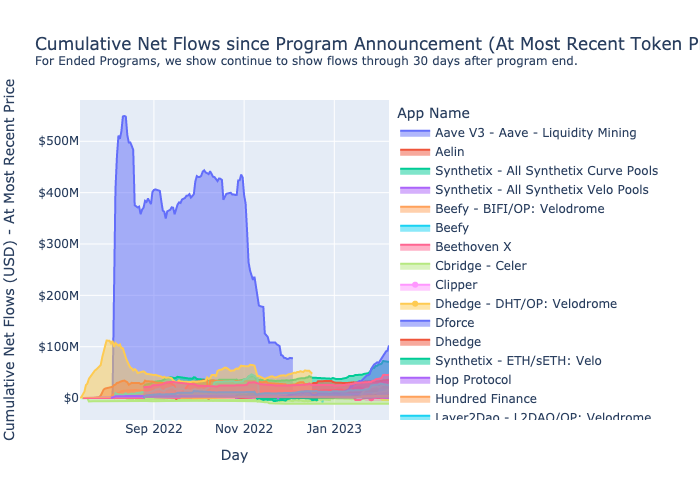 Cumulative Net Flows since Program Announcement (At Most Recent Token P
For Ended Programs, we show continue to show flows through 30 days after program end.
Cumulative Net Flows (USD) - At Most Recent Price
$500M
$400M
$300M
$200M
$100M
$0
Sep 2022
Nov 2022
Jan 2023
Day
App Name
Aave V3 - Aave - Liquidity Mining
Aelin
Synthetix - All Synthetix Curve Pools
Synthetix - All Synthetix Velo Pools
Beefy - BIFI/OP: Velodrome
Beefy
Beethoven X
Cbridge - Celer
Clipper
Dhedge - DHT/OP: Velodrome
Dforce
Dhedge
Synthetix - ETH/sETH: Velo
Hop Protocol
Hundred Finance
Layer2Dao - L2DAO/OP: Velodrome